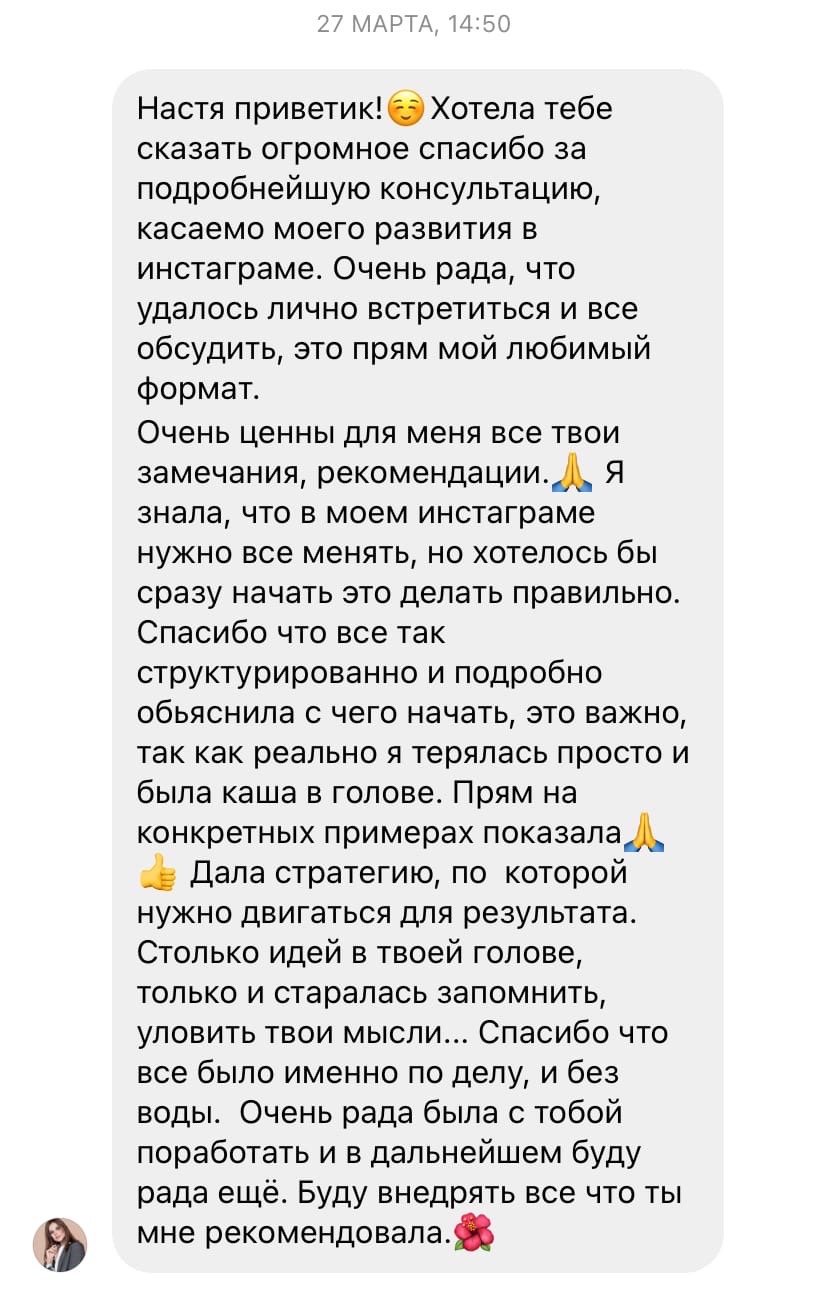 27 МАРТА, 14:50
Настя приветик!☺️Хотела тебе
сказать огромное спасибо за
подробнейшую консультацию,
касаемо моего развития в
инстаграме. Очень рада, что
удалось лично встретиться и все
обсудить, это прям мой любимый
формат.
Очень ценны для меня все твои
замечания, рекомендации.🙏 Я
знала, что в моем инстаграме
нужно все менять, но хотелось бы
сразу начать это делать правильно.
Спасибо что все так
структурированно и подробно
обьяснила с чего начать, это важно,
так как реально я терялась просто и
была каша в голове. Прям на
конкретных примерах показала🙏
👍 Дала стратегию, по  которой
нужно двигаться для результата.
Столько идей в твоей голове,
только и старалась запомнить,
уловить твои мысли... Спасибо что
все было именно по делу, и без
воды.  Очень рада была с тобой
поработать и в дальнейшем буду
рада ещё. Буду внедрять все что ты
мне рекомендовала.🌺